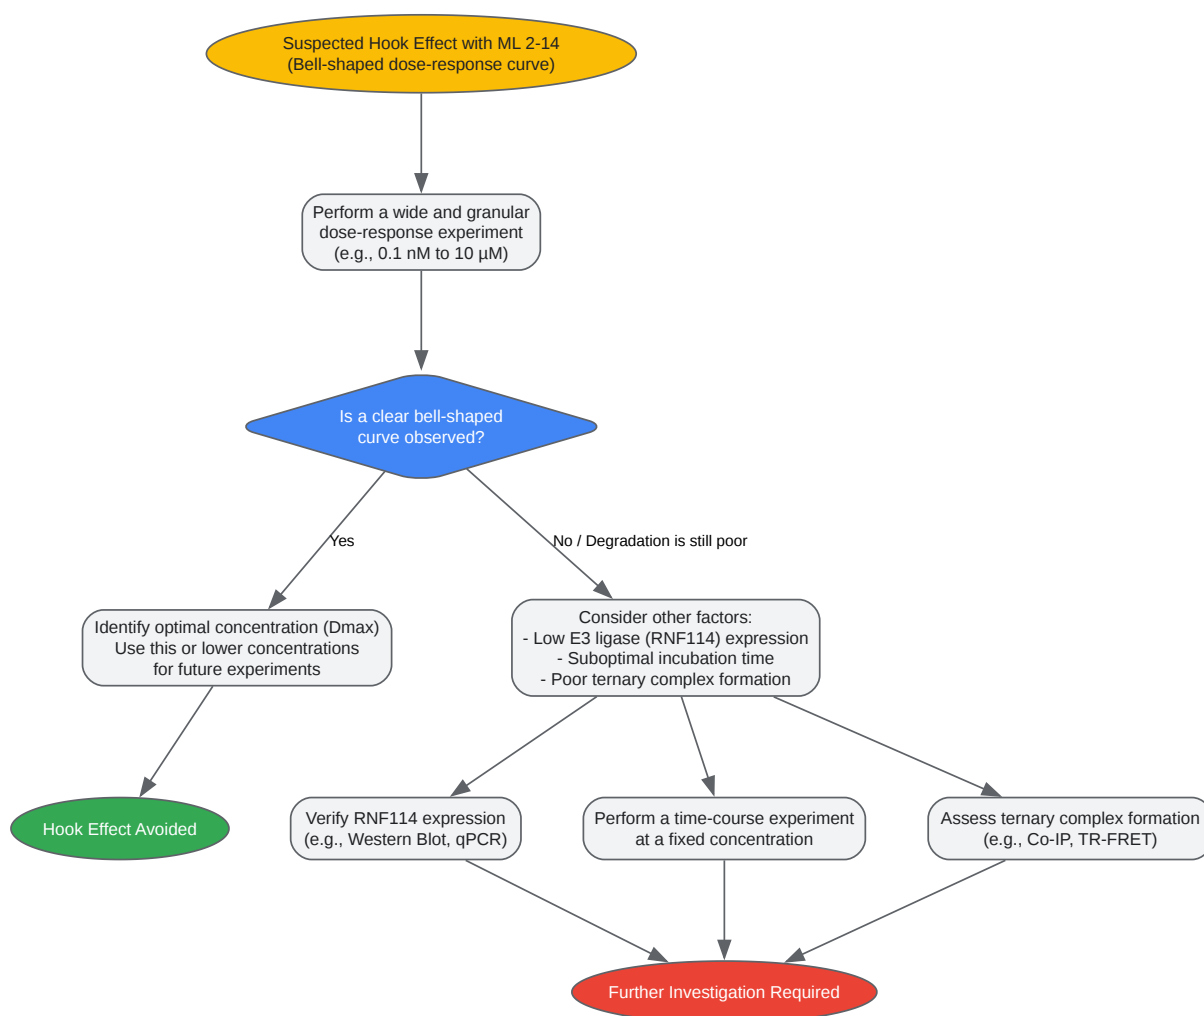 Suspected Hook Effect with ML 2-14
(Bell-shaped dose-response curve)
Perform a wide and granular
dose-response experiment
(e.g., 0.1 nM to 10 µM)
Is a clear bell-shaped
curve observed?
Yes
No / Degradation is still poor
Identify optimal concentration (Dmax)
Use this or lower concentrations
for future experiments
Consider other factors:
- Low E3 ligase (RNF114) expression
- Suboptimal incubation time
- Poor ternary complex formation
Hook Effect Avoided
Verify RNF114 expression
(e.g., Western Blot, qPCR)
Perform a time-course experiment
at a fixed concentration
Assess ternary complex formation
(e.g., Co-IP, TR-FRET)
Further Investigation Required